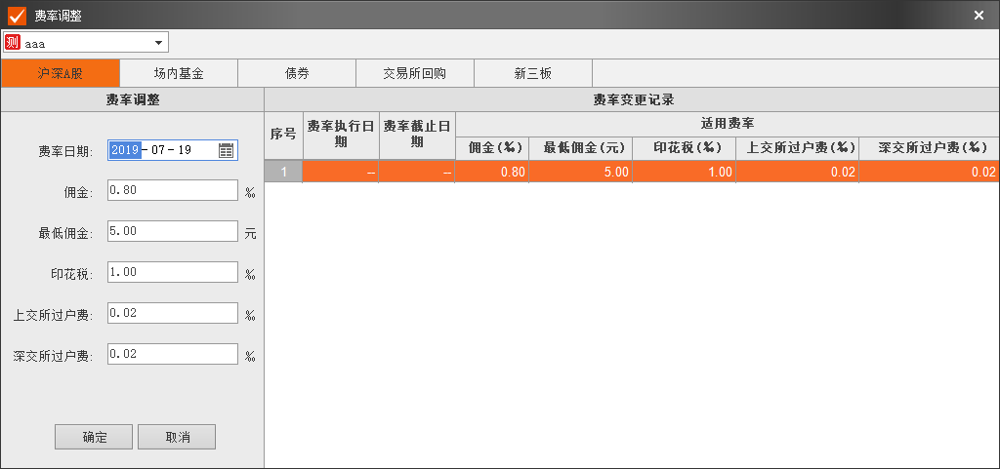 费率调整
测 aaa
沪深A股 场内基金 债券 交易所回购 新三板
费率调整
费率日期: 2019-07-19
佣金: 0.80 ‰
最低佣金: 5.00 元
印花税: 1.00 ‰
上交所过户费: 0.02 ‰
深交所过户费: 0.02 ‰
确定 取消
费率变更记录
序号 费率执行日期 费率截止日期 适用费率
佣金(‰) 最低佣金(元) 印花税(‰) 上交所过户费(‰) 深交所过户费(‰)
1 -- -- 0.80 5.00 1.00 0.02 0.02